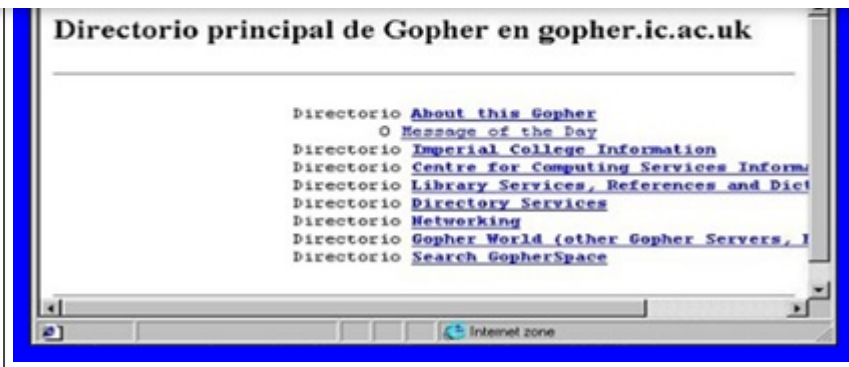 Directorio principal de Gopher en gopher.ic.ac.uk
Directorio About this Gopher
0 Message of the Day
Directorio Imperial College Information
Directorio Centre for Computing Services Informa
Directorio Library Services, References and Dict
Directorio Directory Services
Directorio Networking
Directorio Gopher World (other Gopher Servers,
Directorio Search GopherSpace
Internet zone